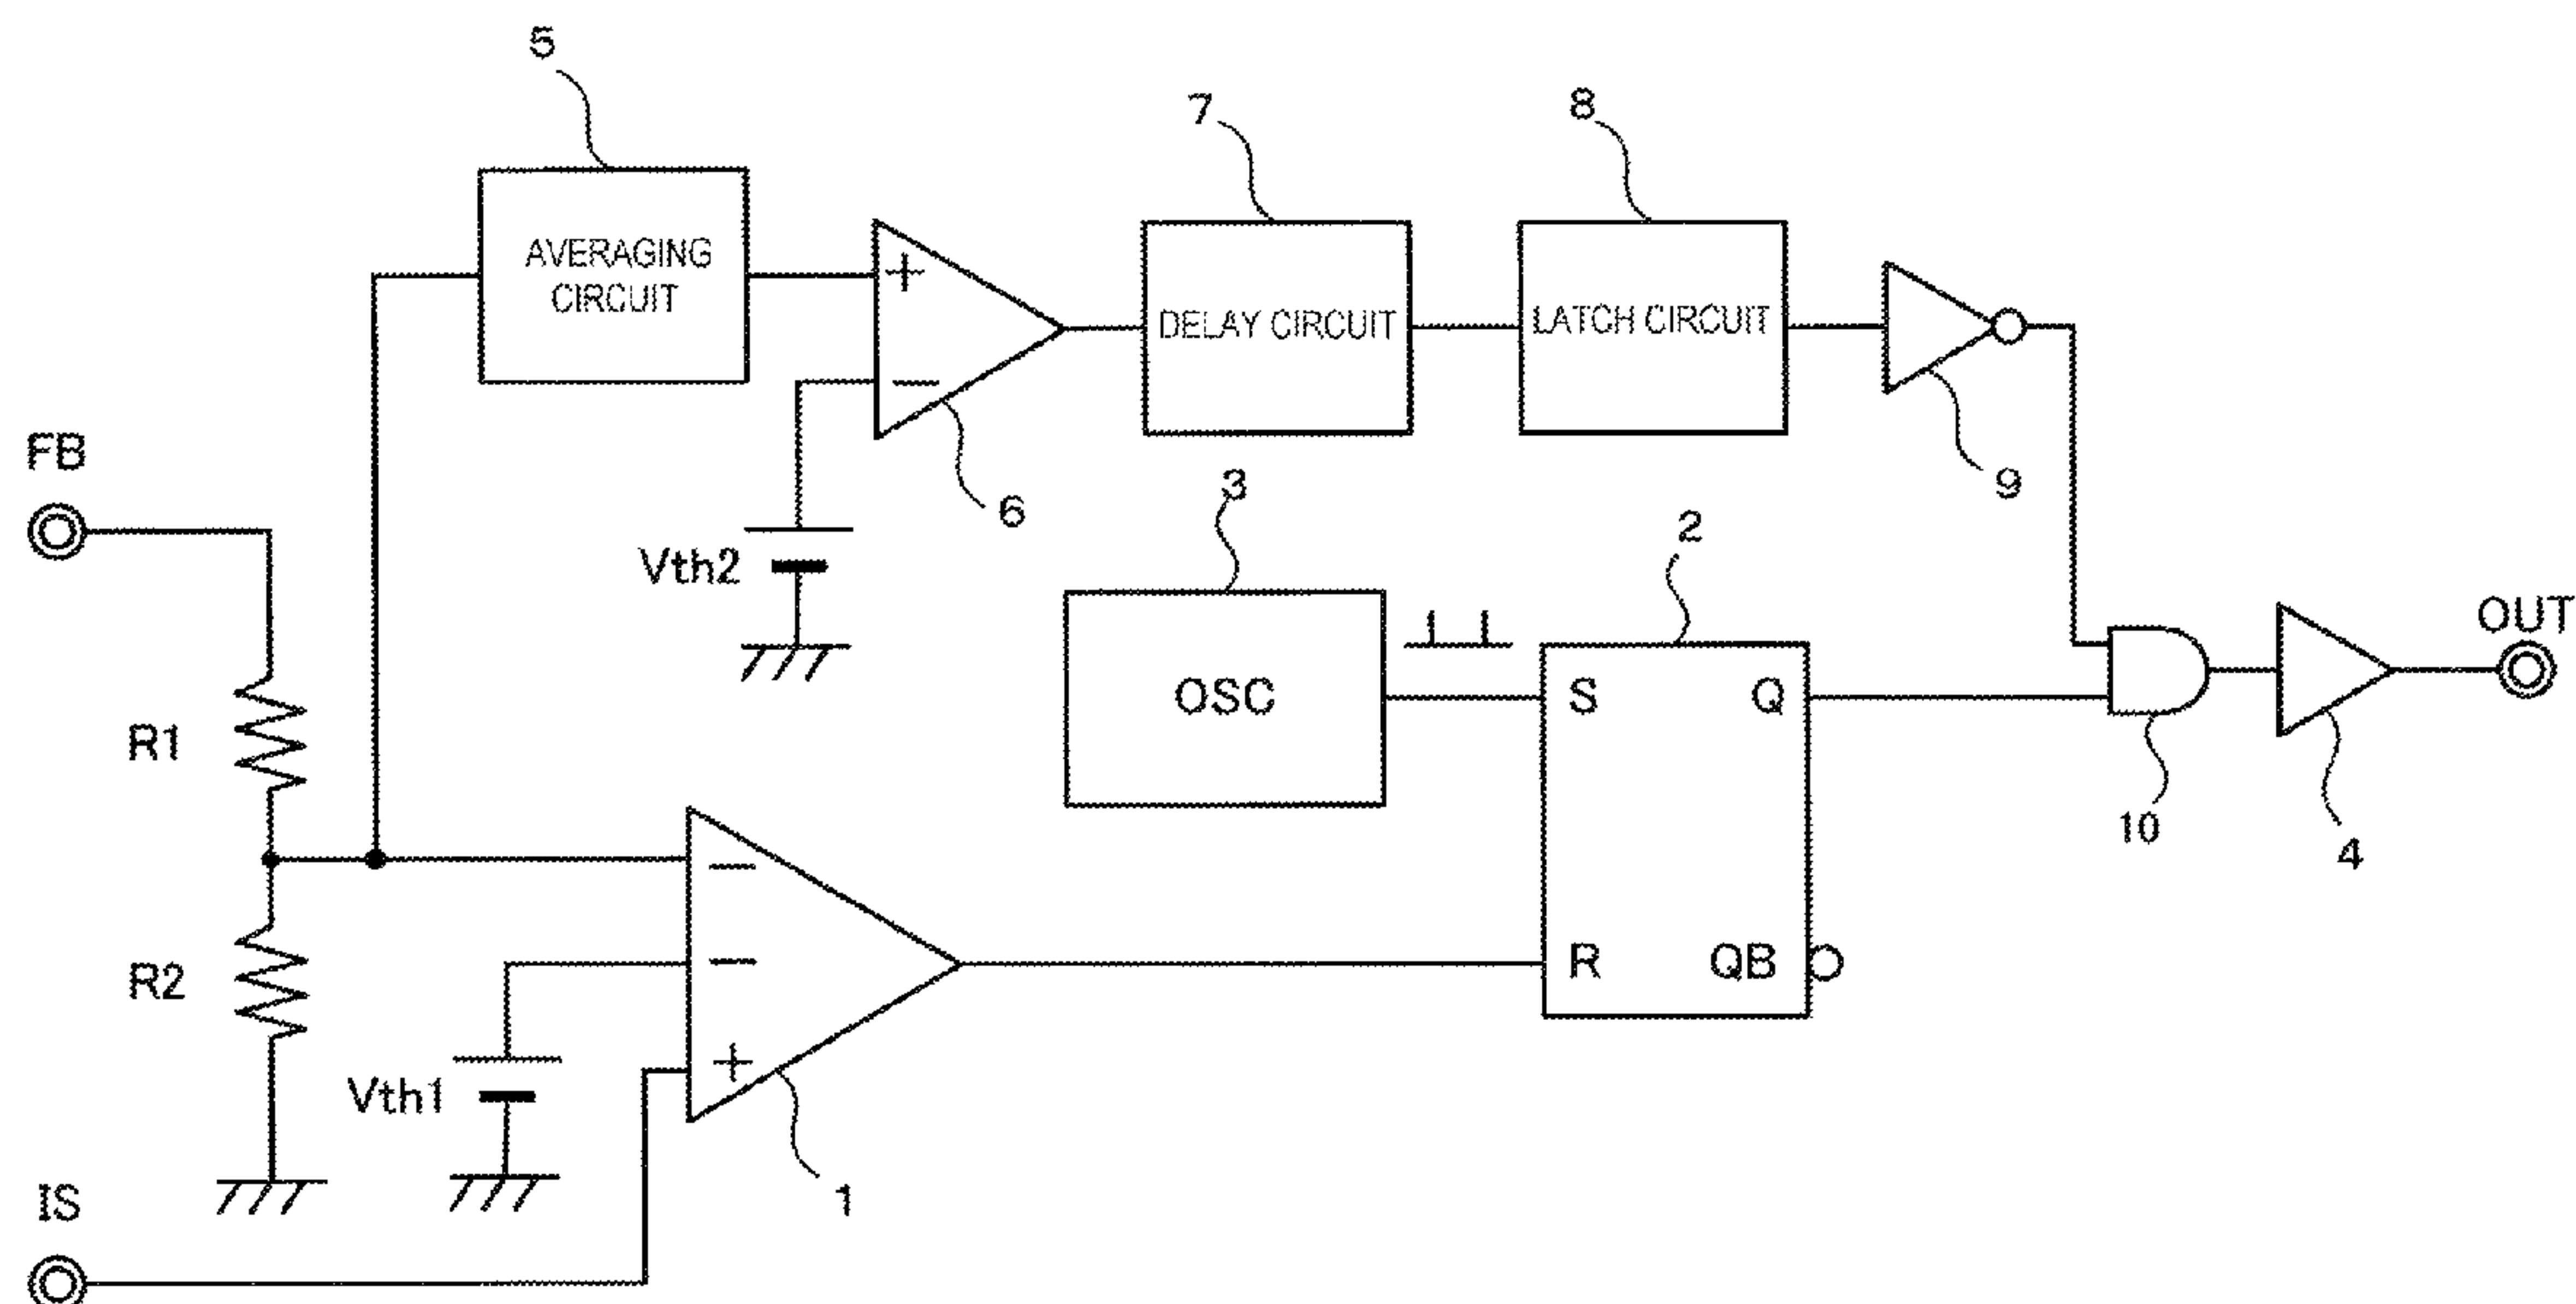 5
7
8
AVERAGING
CIRCUIT
+
DELAY CIRCUIT
LATCH CIRCUIT
−
FB
6
9
3
2
Vth2
OUT
OSC
S
Q
R1
10
4
−
−
R
QB
R2
+
Vth1
1
IS